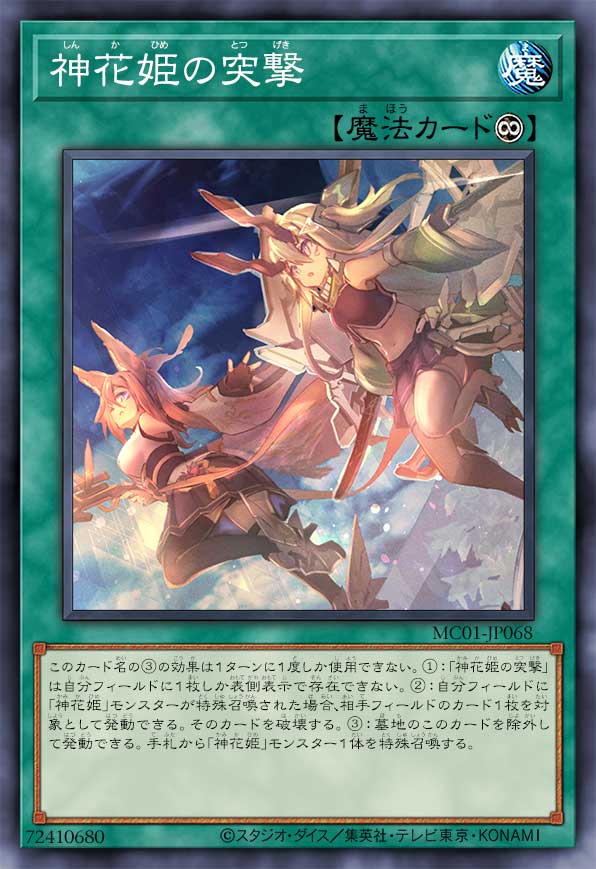 神花姫の突撃
【魔法カード】
MC01-JP068
このカード名の③の効果は1ターンに1度しか使用できない。①:「神花姫の突撃」
は自分フィールドに1枚しか表側表示で存在できない。②:自分フィールドに
「神花姫」モンスターが特殊召喚された場合、相手フィールドのカード1枚を対
象として発動できる。そのカードを破壊する。③:墓地のこのカードを除外し
て発動できる。手札から「神花姫」モンスター1体を特殊召喚する。
72410680 ©スタジオ・ダイス/集英社・テレビ東京・KONAMI